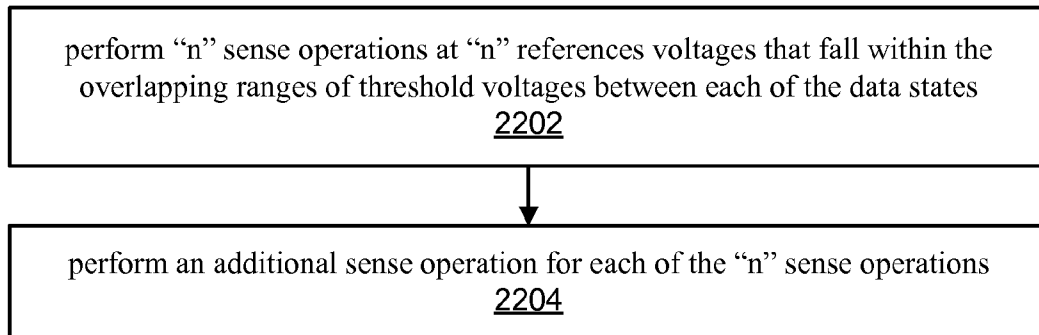 perform “n” sense operations at “n” references voltages that fall within the
overlapping ranges of threshold voltages between each of the data states
2202
perform an additional sense operation for each of the “n” sense operations
2204